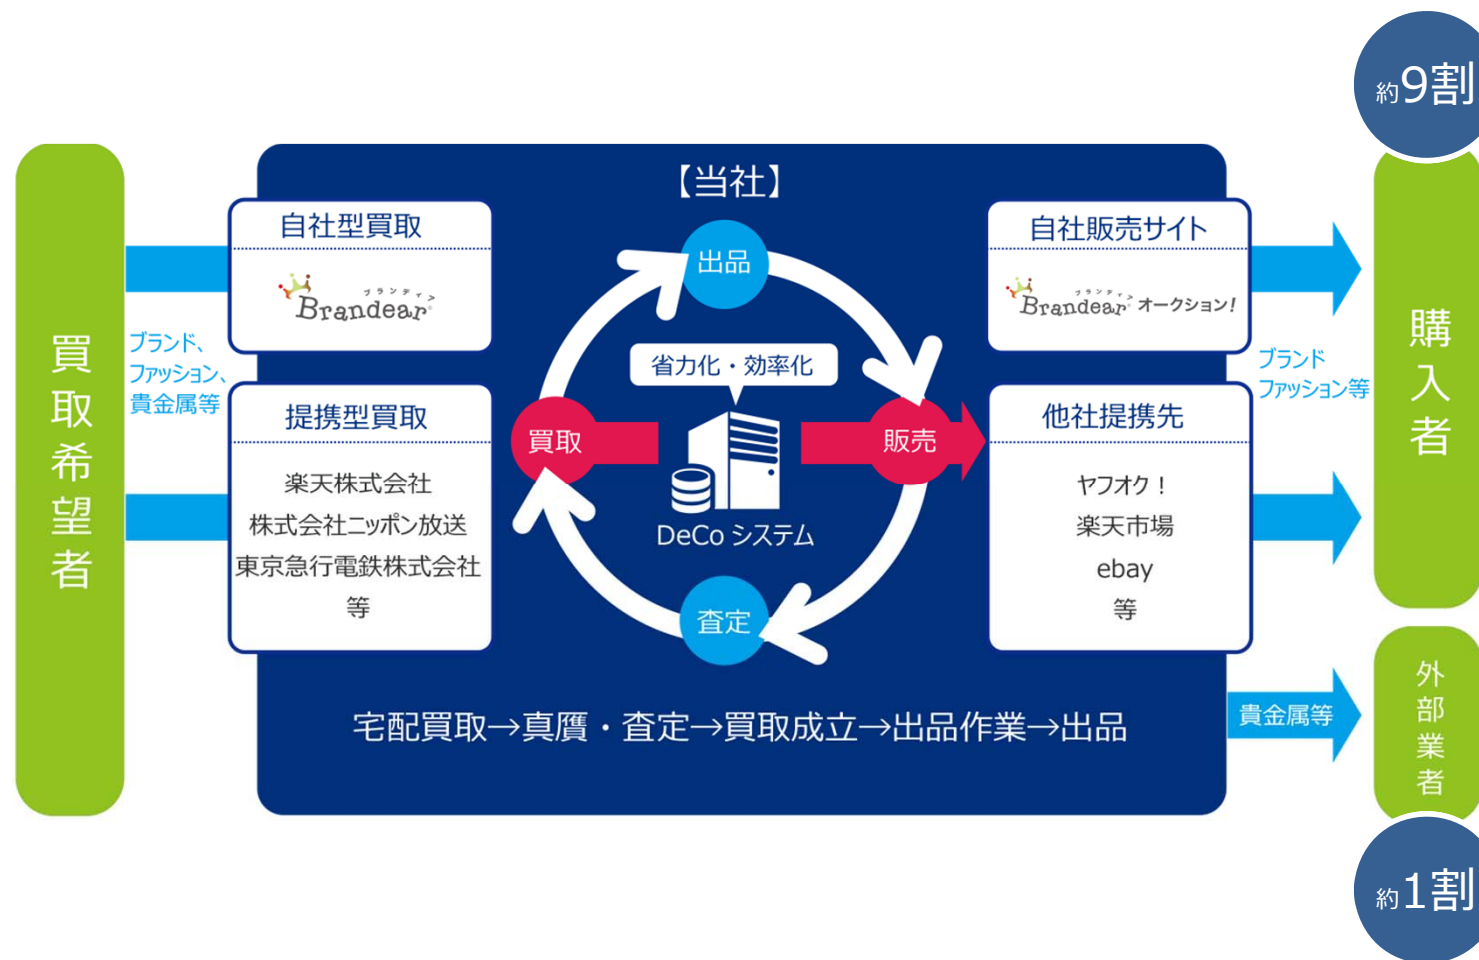 約9割
【当社】
買取希望者
ブランド、
ファッション、
貴金属等
自社型買取
ブランディア
Brandear
提携型買取
楽天株式会社
株式会社ニッポン放送
東京急行電鉄株式会社
等
出品
省力化・効率化
買取
販売
DeCo システム
査定
自社販売サイト
ブランディア
Brandear オークション!
他社提携先
ヤフオク！
楽天市場
ebay
等
ブランド
ファッション等
購入者
宅配買取→真贋・査定→買取成立→出品作業→出品
貴金属等
外部業者
約1割